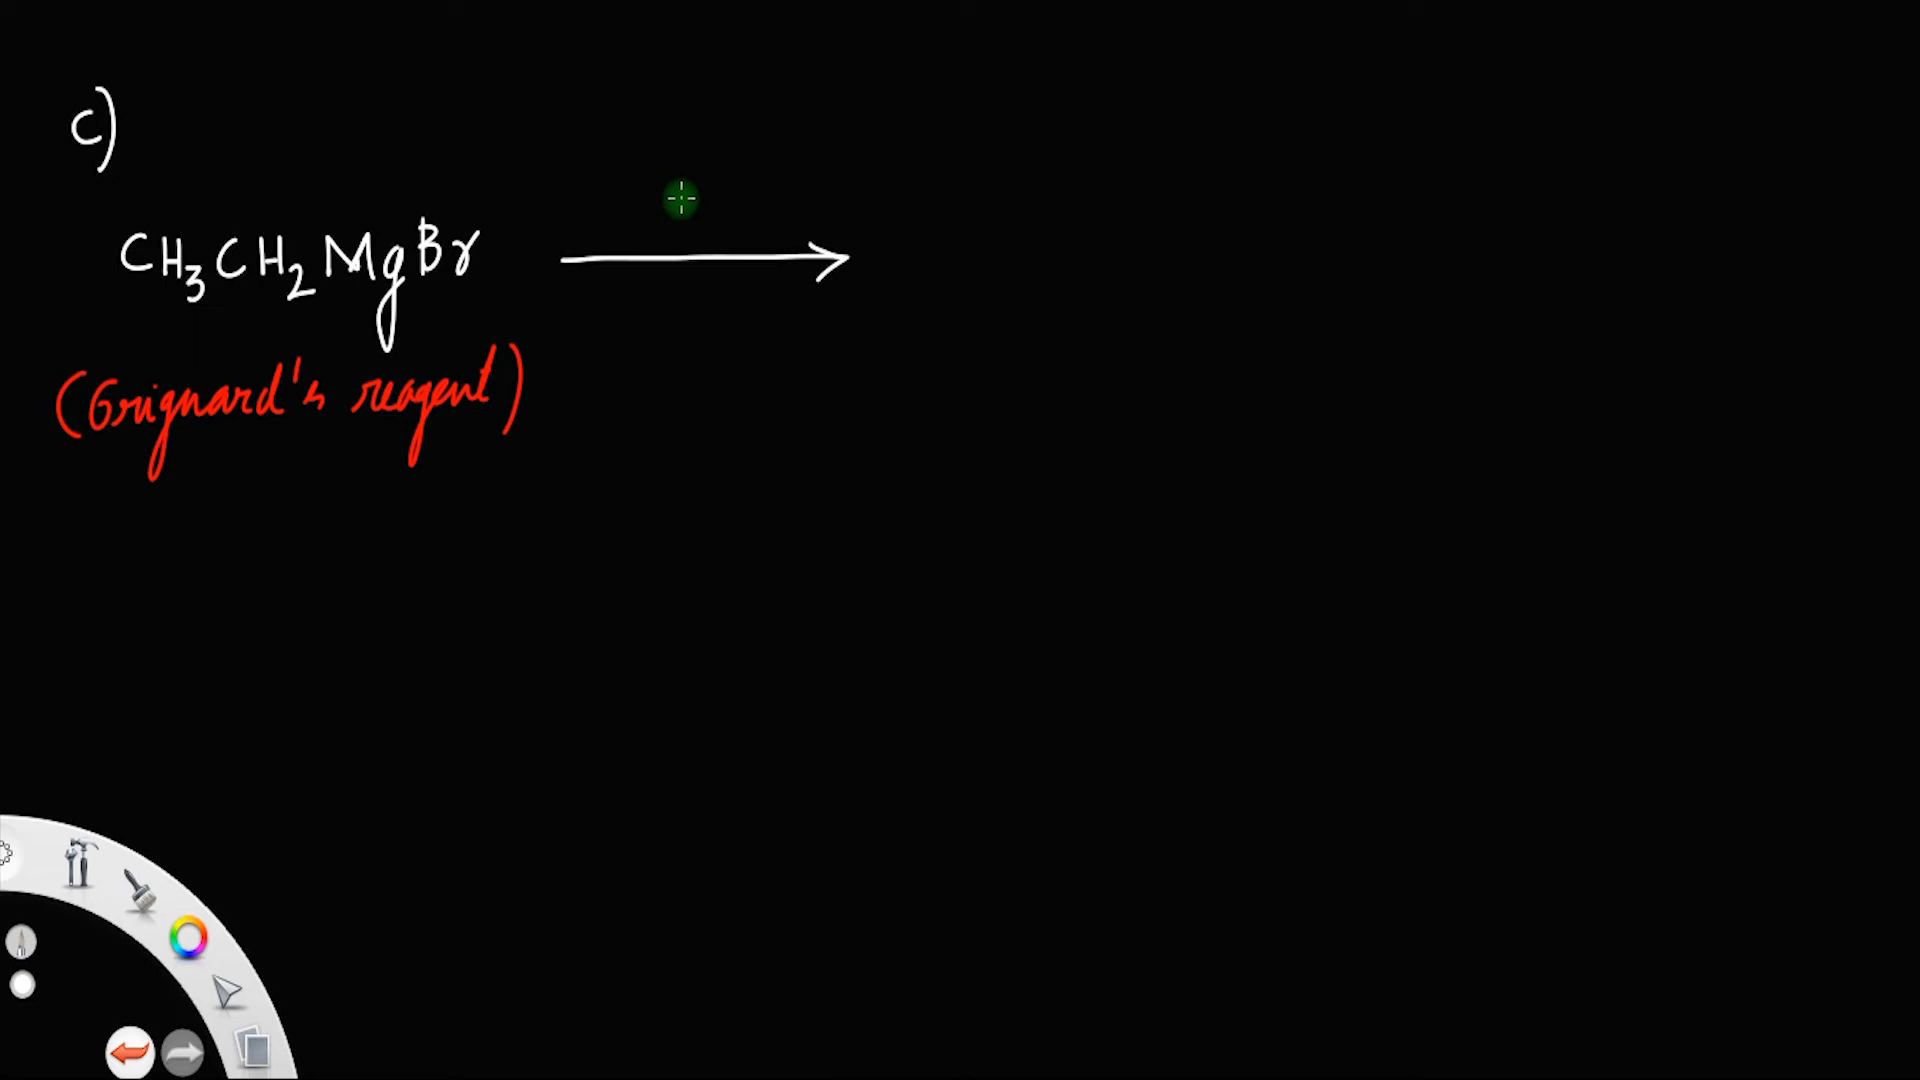 c)
CH₃CH₂MgBr ⟶
(Grignard's reagent)